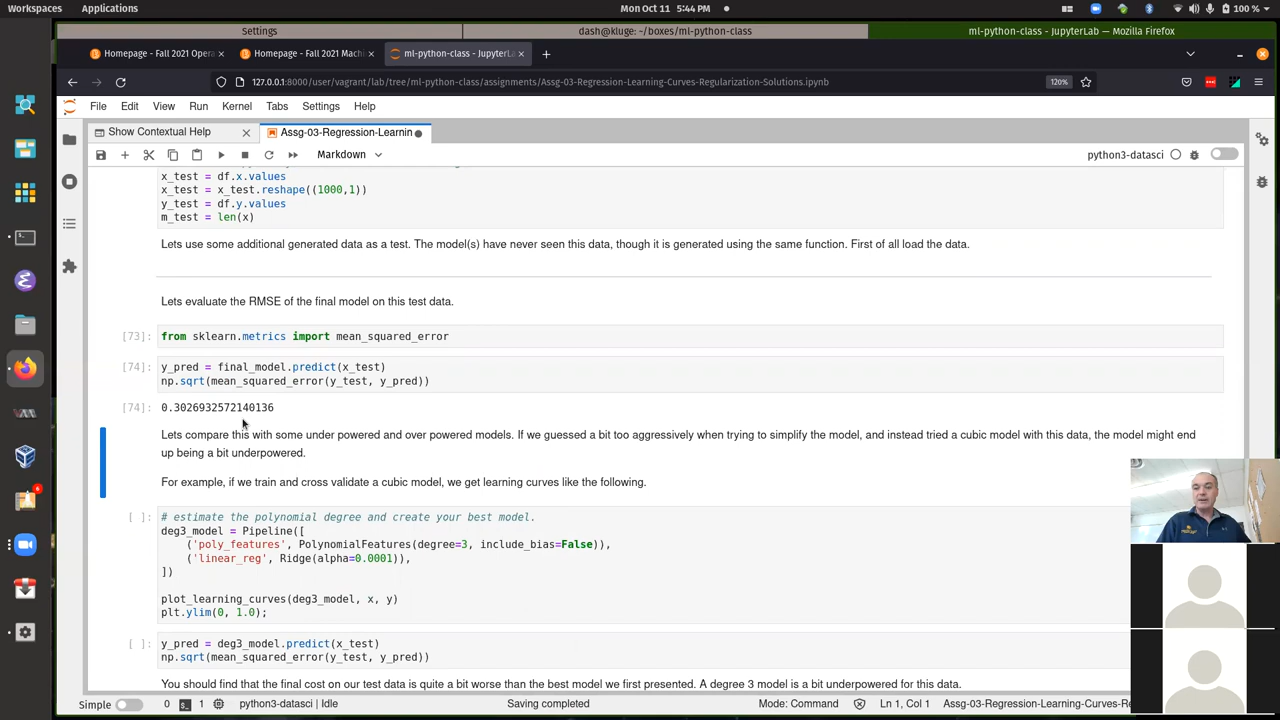 Workspaces Applications Mon Oct 11 5:44 PM 100 %
Settings dash@kluge: ~/boxes/ml-python-class ml-python-class - JupyterLab — Mozilla Firefox
Homepage - Fall 2021 Opera Homepage - Fall 2021 Machi ml-python-class - JupyterLab
127.0.0.1:8000/user/vagrant/lab/tree/ml-python-class/assignments/Assg-03-Regression-Learning-Curves-Regularization-Solutions.ipynb 120%
File Edit View Run Kernel Tabs Settings Help
Show Contextual Help Assg-03-Regression-Learnin
Markdown python3-datasci
x_test = df.x.values
x_test = x_test.reshape((1000,1))
y_test = df.y.values
m_test = len(x)
Lets use some additional generated data as a test. The model(s) have never seen this data, though it is generated using the same function. First of all load the data.
Lets evaluate the RMSE of the final model on this test data.
[73]: from sklearn.metrics import mean_squared_error
[74]: y_pred = final_model.predict(x_test)
np.sqrt(mean_squared_error(y_test, y_pred))
[74]: 0.3026932572140136
Lets compare this with some under powered and over powered models. If we guessed a bit too aggressively when trying to simplify the model, and instead tried a cubic model with this data, the model might end
up being a bit underpowered.
For example, if we train and cross validate a cubic model, we get learning curves like the following.
[ ]: # estimate the polynomial degree and create your best model.
deg3_model = Pipeline([
('poly_features', PolynomialFeatures(degree=3, include_bias=False)),
('linear_reg', Ridge(alpha=0.0001)),
])
plot_learning_curves(deg3_model, x, y)
plt.ylim(0, 1.0);
[ ]: y_pred = deg3_model.predict(x_test)
np.sqrt(mean_squared_error(y_test, y_pred))
You should find that the final cost on our test data is quite a bit worse than the best model we first presented. A degree 3 model is a bit underpowered for this data.
Simple 0 1 python3-datasci | Idle Saving completed Mode: Command Ln 1, Col 1 Assg-03-Regression-Learning-Curves-Re